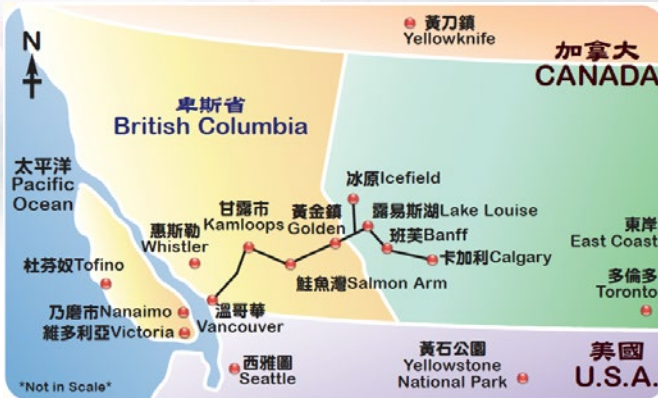 黃刀鎮
Yellowknife
加拿大
CANADA
N
卑斯省
British Columbia
太平洋
Pacific
Ocean
冰原Icefield
甘露市
Kamloops
黃金鎮
Golden
露易斯湖Lake Louise
惠斯勒
Whistler
班芙Banff
東岸
East Coast
卡加利Calgary
杜芬奴Tofino
鮭魚灣Salmon Arm
多倫多
Toronto
乃磨市Nanaimo
溫哥華
Vancouver
維多利亞Victoria
西雅圖
Seattle
黃石公園
Yellowstone
National Park
美國
U.S.A.
*Not in Scale*